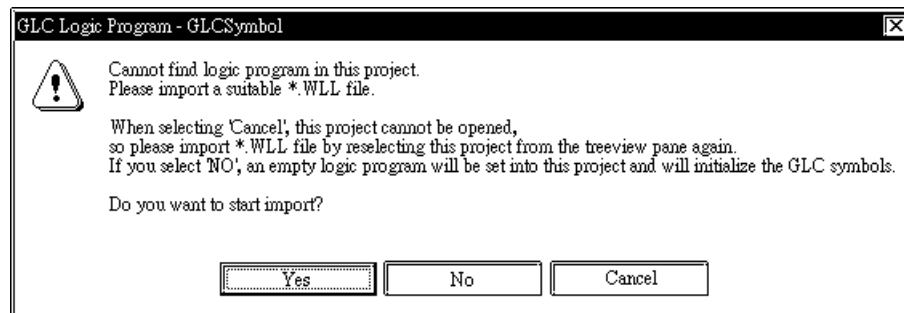 GLC Logic Program - GLCSymbol
Cannot find logic program in this project.
Please import a suitable *.WLL file.
When selecting 'Cancel', this project cannot be opened,
so please import *.WLL file by reselecting this project from the treeview pane again.
If you select 'NO', an empty logic program will be set into this project and will initialize the GLC symbols.
Do you want to start import?
Yes No Cancel